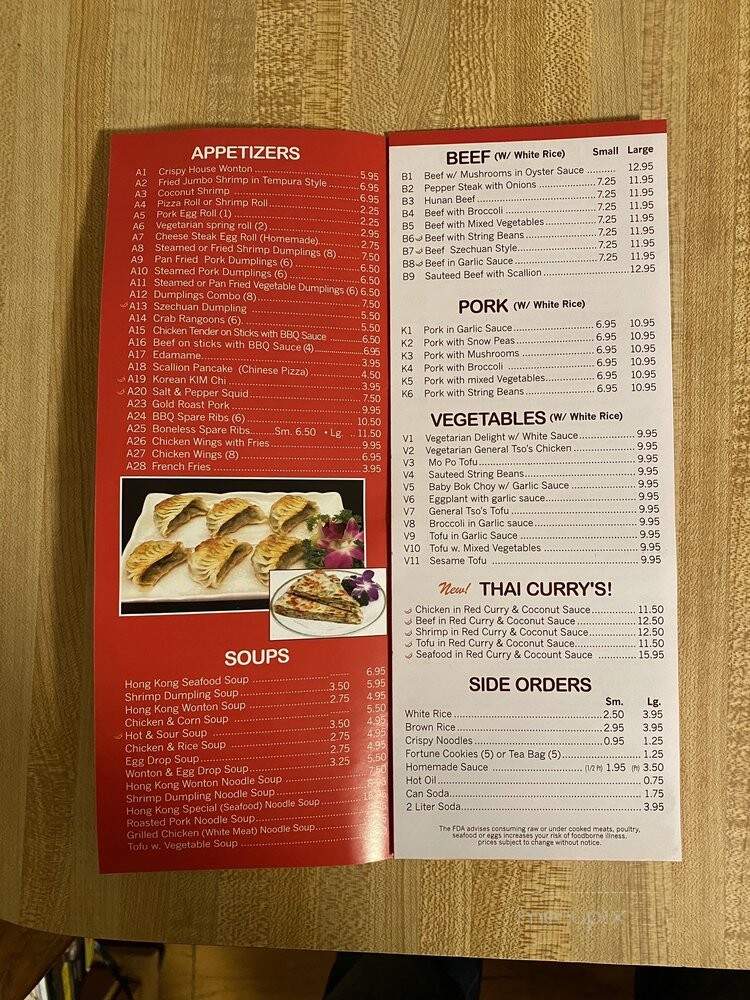 APPETIZERS
A1 Crispy House Wonton 5.95
A2 Fried Jumbo Shrimp in Tempura Style 6.95
A3 Coconut Shrimp 6.95
A4 Pizza Roll or Shrimp Roll 2.25
A5 Pork Egg Roll (1) 2.25
A6 Vegetarian spring roll (2) 2.95
A7 Cheese Steak Egg Roll (Homemade) 2.75
A8 Steamed or Fried Shrimp Dumplings (8) 7.50
A9 Pan Fried Pork Dumplings (6) 6.50
A10 Steamed Pork Dumplings (6) 6.50
A11 Steamed or Pan Fried Vegetable Dumplings (6) 6.50
A12 Dumplings Combo (8) 7.50
A13 Szechuan Dumpling 5.50
A14 Crab Rangoons (6) 5.50
A15 Chicken Tender on Sticks with BBQ Sauce 6.50
A16 Beef on sticks with BBQ Sauce (4) 6.95
A17 Edamame 3.95
A18 Scallion Pancake (Chinese Pizza) 4.50
A19 Korean KIM Chi 3.95
A20 Salt & Pepper Squid 7.50
A23 Gold Roast Pork 9.95
A24 BBQ Spare Ribs (6) 10.50
A25 Boneless Spare Ribs Sm. 6.50 • Lg. 11.50
A26 Chicken Wings with Fries 9.95
A27 Chicken Wings (8) 6.50
A28 French Fries 3.95
SOUPS
Hong Kong Seafood Soup 6.95
Shrimp Dumpling Soup 3.50 5.95
Hong Kong Wonton Soup 2.75 4.95
Chicken & Corn Soup 4.95
Hot & Sour Soup 3.50 4.95
Chicken & Rice Soup 2.75 4.95
Egg Drop Soup 2.75 4.95
Wonton & Egg Drop Soup 3.25 5.50
Hong Kong Wonton Noodle Soup 7.50
Shrimp Dumpling Noodle Soup
Hong Kong Special (Seafood) Noodle Soup
Roasted Pork Noodle Soup
Grilled Chicken (White Meat) Noodle Soup
Tofu w. Vegetable Soup
BEEF (W/ White Rice) Small Large
B1 Beef w/ Mushrooms in Oyster Sauce 12.95
B2 Pepper Steak with Onions 7.25 11.95
B3 Hunan Beef 7.25 11.95
B4 Beef with Broccoli 7.25 11.95
B5 Beef with Mixed Vegetables 7.25 11.95
B6 Beef with String Beans 7.25 11.95
B7 Beef Szechuan Style 7.25 11.95
B8 Beef in Garlic Sauce 7.25 11.95
B9 Sauteed Beef with Scallion 12.95
PORK (W/ White Rice)
K1 Pork in Garlic Sauce 6.95 10.95
K2 Pork with Snow Peas 6.95 10.95
K3 Pork with Mushrooms 6.95 10.95
K4 Pork with Broccoli 6.95 10.95
K5 Pork with mixed Vegetables 6.95 10.95
K6 Pork with String Beans 6.95 10.95
VEGETABLES (W/ White Rice)
V1 Vegetarian Delight w/ White Sauce 9.95
V2 Vegetarian General Tso's Chicken 9.95
V3 Mo Po Tofu 9.95
V4 Sauteed String Beans 9.95
V5 Baby Bok Choy w/ Garlic Sauce 9.95
V6 Eggplant with garlic sauce 9.95
V7 General Tso's Tofu 9.95
V8 Broccoli in Garlic sauce 9.95
V9 Tofu in Garlic Sauce 9.95
V10 Tofu w. Mixed Vegetables 9.95
V11 Sesame Tofu 9.95
New! THAI CURRY'S!
Chicken in Red Curry & Coconut Sauce 11.50
Beef in Red Curry & Coconut Sauce 12.50
Shrimp in Red Curry & Coconut Sauce 12.50
Tofu in Red Curry & Coconut Sauce 11.50
Seafood in Red Curry & Cocount Sauce 15.95
SIDE ORDERS
Sm. Lg.
White Rice 2.50 3.95
Brown Rice 2.95 3.95
Crispy Noodles 0.95 1.25
Fortune Cookies (5) or Tea Bag (5) 1.25
Homemade Sauce (1/2 Pt) 1.95 (Pt) 3.50
Hot Oil 0.75
Can Soda 1.75
2 Liter Soda 3.95
The FDA advises consuming raw or under cooked meats, poultry,
seafood or eggs increases your risk of foodborne illness.
prices subject to change without notice.